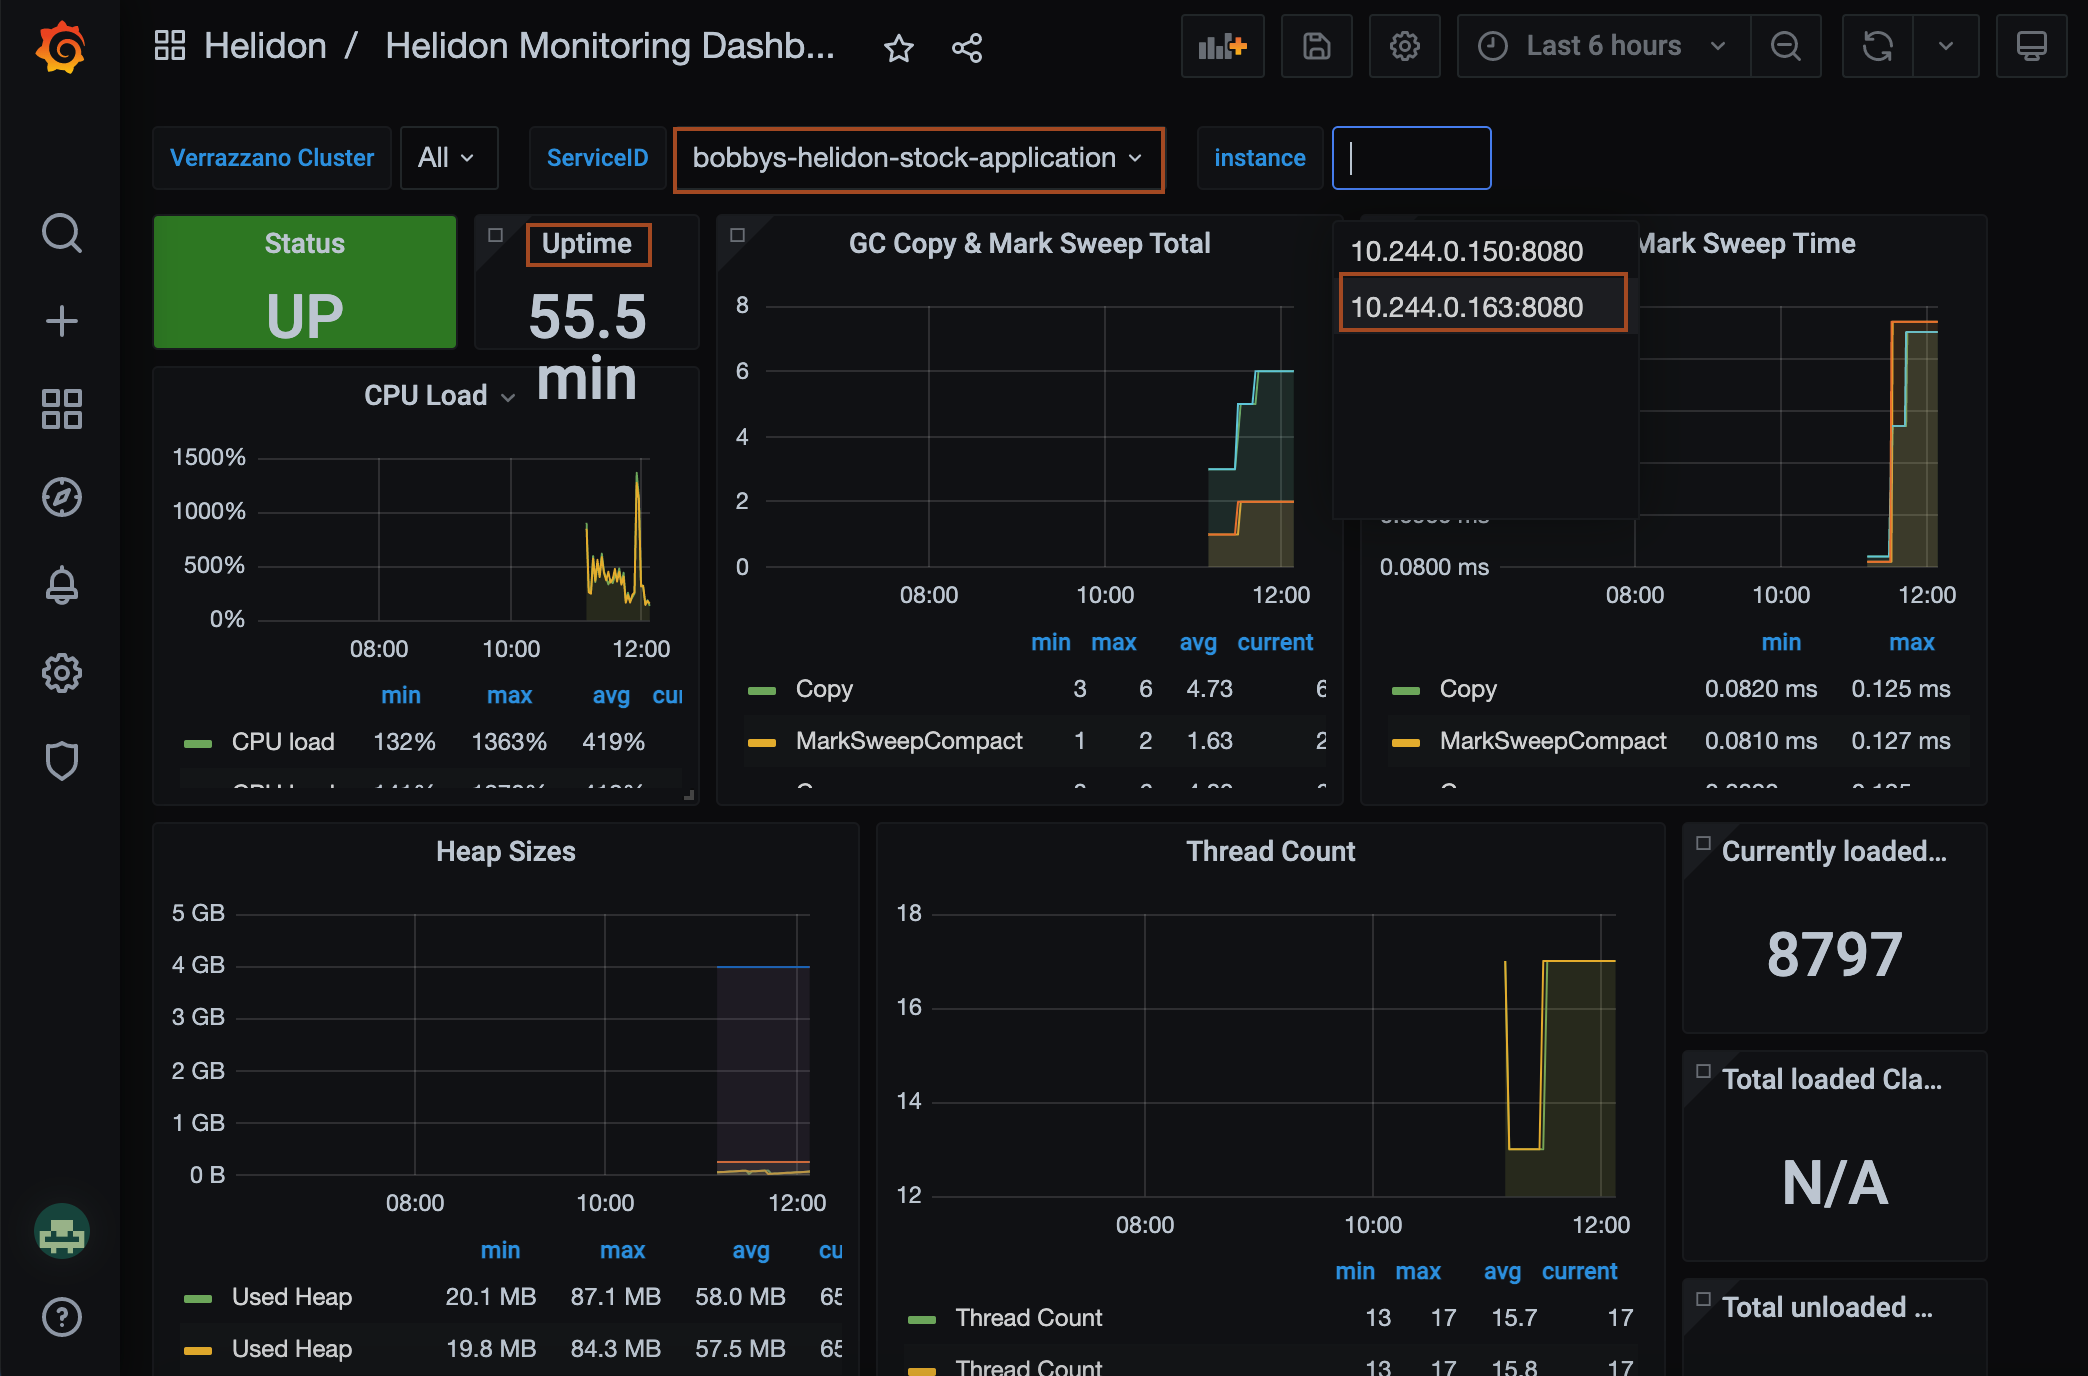 Helidon / Helidon Monitoring Dashb...
Last 6 hours
Verrazzano Cluster All ServiceID bobbys-helidon-stock-application instance
10.244.0.150:8080
10.244.0.163:8080
Status
UP
Uptime
55.5
min
CPU Load
1500%
1000%
500%
0%
08:00 10:00 12:00
min max avg
CPU load 132% 1363% 419%
GC Copy & Mark Sweep Total
8
6
4
2
0
08:00 10:00 12:00
min max avg current
Copy 3 6 4.73 6
MarkSweepCompact 1 2 1.63 2
Mark Sweep Time
0.0800 ms
08:00 10:00 12:00
min max
Copy 0.0820 ms 0.125 ms
MarkSweepCompact 0.0810 ms 0.127 ms
Heap Sizes
5 GB
4 GB
3 GB
2 GB
1 GB
0 B
08:00 10:00 12:00
min max avg
Used Heap 20.1 MB 87.1 MB 58.0 MB 65
Used Heap 19.8 MB 84.3 MB 57.5 MB 65
Thread Count
18
16
14
12
08:00 10:00 12:00
min max avg current
Thread Count 13 17 15.7 17
Thread Count 13 17 15.8 17
Currently loaded...
8797
Total loaded Cla...
N/A
Total unloaded ...